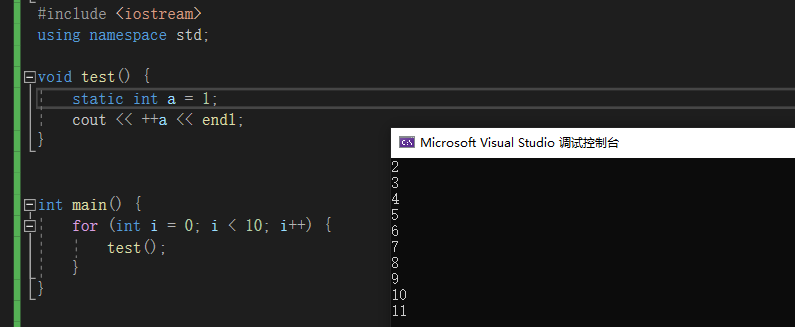 #include <iostream>
using namespace std;
void test() {
static int a = 1;
cout << ++a << endl;
}
int main() {
for (int i = 0; i < 10; i++) {
test();
}
}
C:\ Microsoft Visual Studio 调试控制台
2
3
4
5
6
7
8
9
10
11